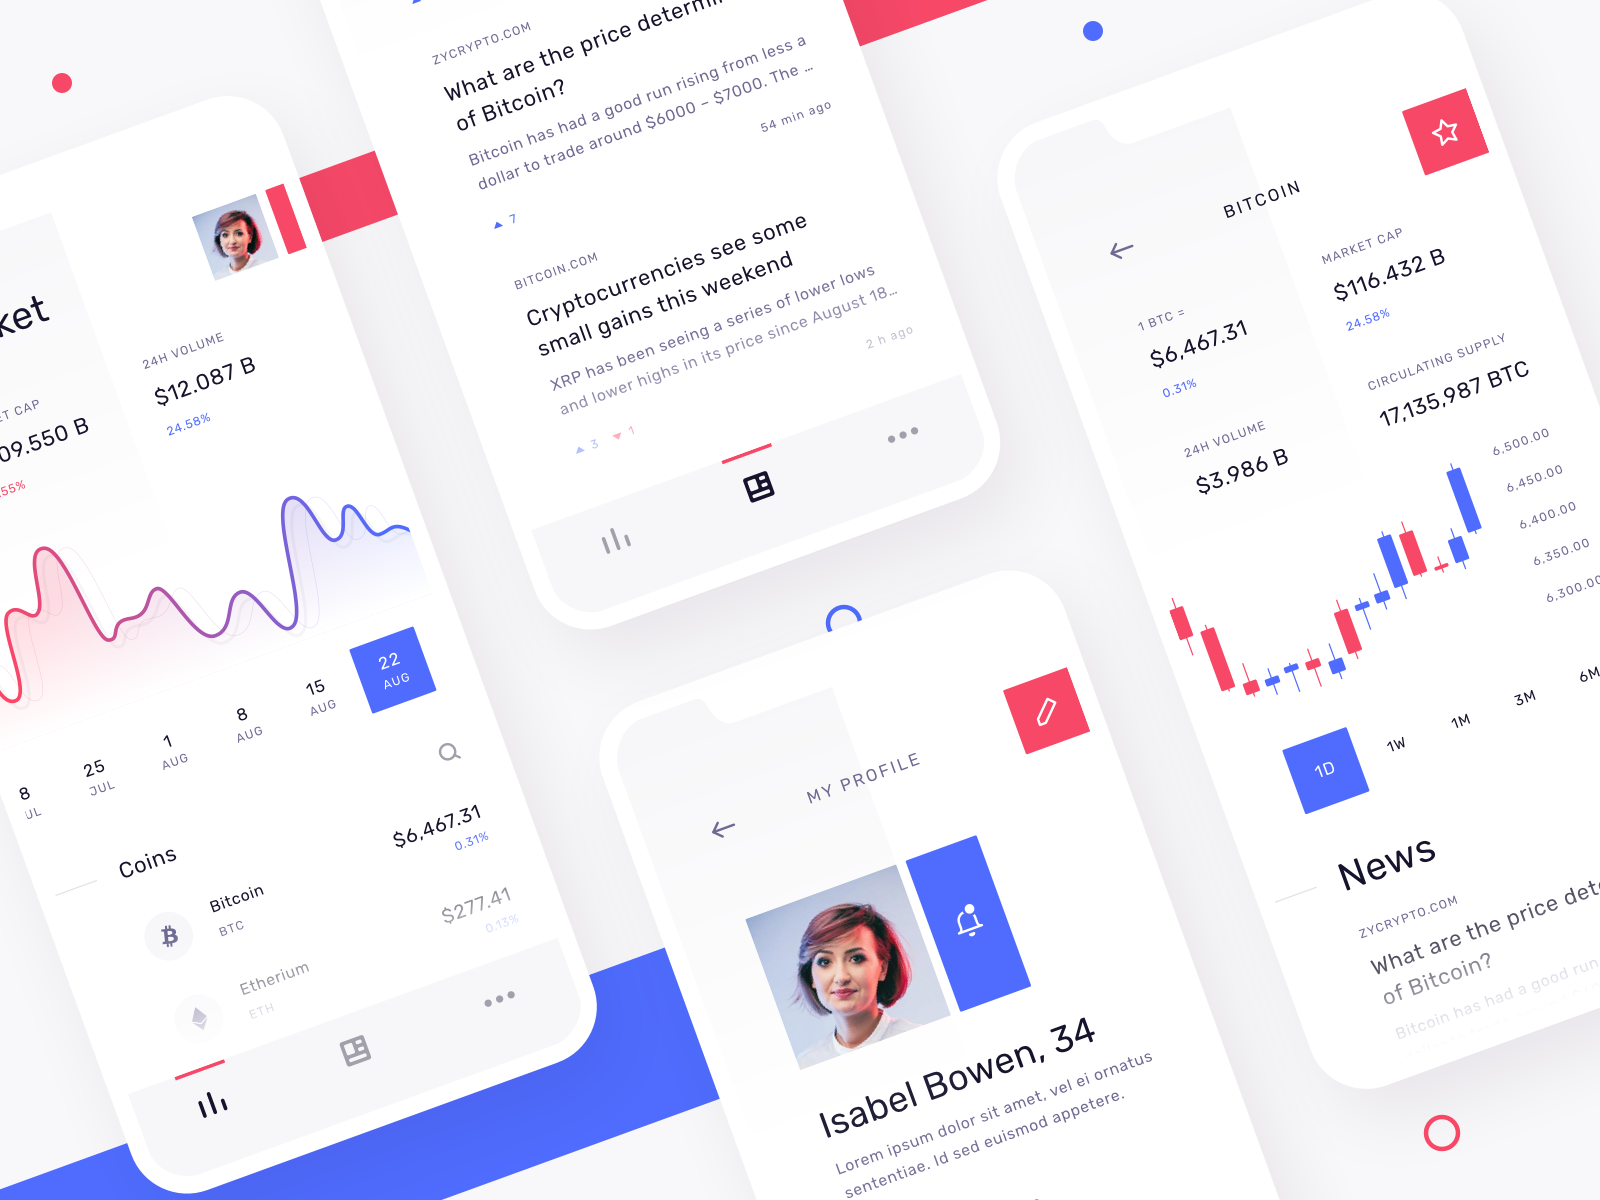 ket
ET CAP
09.550 B
.55%
24H VOLUME
$12.087 B
24.58%
8
UL
25
JUL
1
AUG
8
AUG
15
AUG
22
AUG
Coins
Bitcoin
BTC
$6,467.31
0.31%
Etherium
ETH
$277.41
0.13%
ZYCRYPTO.COM
What are the price determin
of Bitcoin?
Bitcoin has had a good run rising from less a
dollar to trade around $6000 – $7000. The ...
54 min ago
7
BITCOIN.COM
Cryptocurrencies see some
small gains this weekend
XRP has been seeing a series of lower lows
and lower highs in its price since August 18...
2 h ago
3
1
MY PROFILE
Isabel Bowen, 34
Lorem ipsum dolor sit amet, vel ei ornatus
sententiae. Id sed euismod appetere.
BITCOIN
1 BTC =
$6,467.31
0.31%
MARKET CAP
$116.432 B
24.58%
24H VOLUME
$3.986 B
CIRCULATING SUPPLY
17,135,987 BTC
6,500.00
6,450.00
6,400.00
6,350.00
6,300.00
1D
1W
1M
3M
6M
News
ZYCRYPTO.COM
What are the price dete
of Bitcoin?
Bitcoin has had a good run